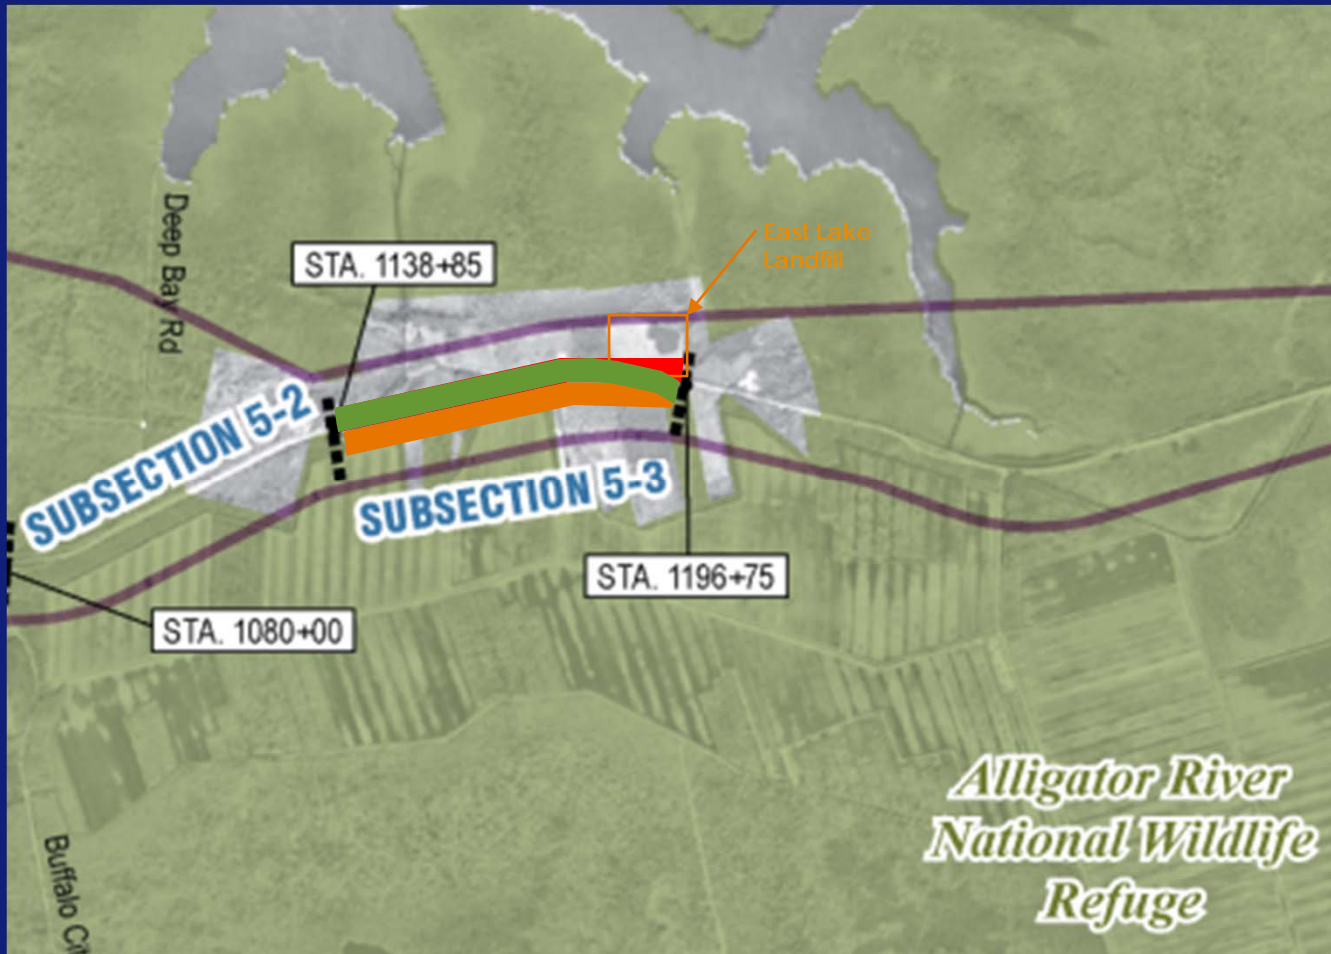 Deep Bay Rd
East Lake
Landfill
STA. 1138+85
SUBSECTION 5-2
SUBSECTION 5-3
STA. 1196+75
STA. 1080+00
Alligator River
National Wildlife
Refuge
Buffalo Cit